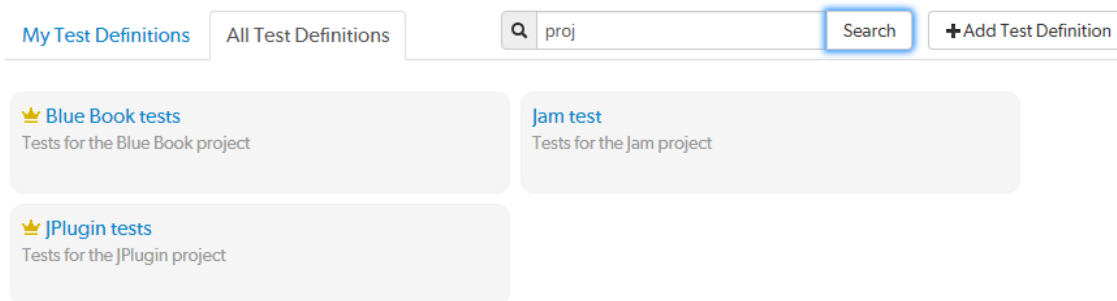 My Test Definitions
All Test Definitions
proj
Search
Add Test Definition
Blue Book tests
Tests for the Blue Book project
Jam test
Tests for the Jam project
JPlugin tests
Tests for the JPlugin project